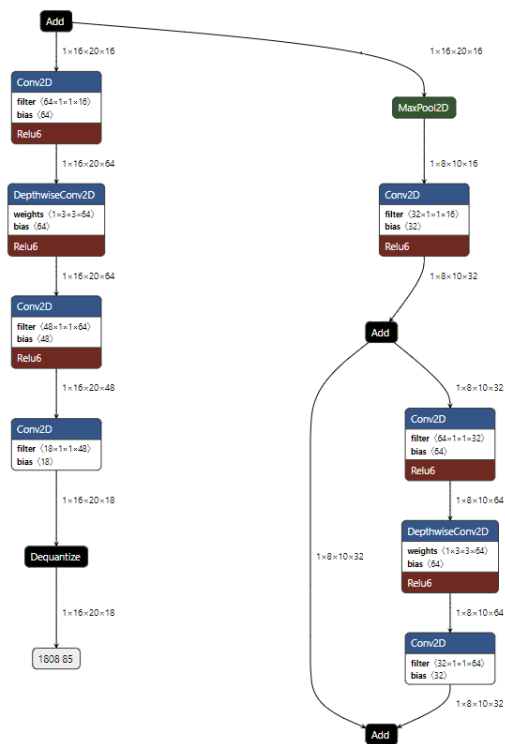 Add
1×16×20×16
Conv2D
filter ⟨64×1×1×16⟩
bias ⟨64⟩
Relu6
1×16×20×64
DepthwiseConv2D
weights ⟨1×3×3×64⟩
bias ⟨64⟩
Relu6
1×16×20×64
Conv2D
filter ⟨48×1×1×64⟩
bias ⟨48⟩
Relu6
1×16×20×48
Conv2D
filter ⟨18×1×1×48⟩
bias ⟨18⟩
1×16×20×18
Dequantize
1×16×20×18
1808 85
1×16×20×16
MaxPool2D
1×8×10×16
Conv2D
filter ⟨32×1×1×16⟩
bias ⟨32⟩
Relu6
1×8×10×32
Add
1×8×10×32
1×8×10×32
Conv2D
filter ⟨64×1×1×32⟩
bias ⟨64⟩
Relu6
1×8×10×64
DepthwiseConv2D
weights ⟨1×3×3×64⟩
bias ⟨64⟩
Relu6
1×8×10×64
Conv2D
filter ⟨32×1×1×64⟩
bias ⟨32⟩
1×8×10×32
Add